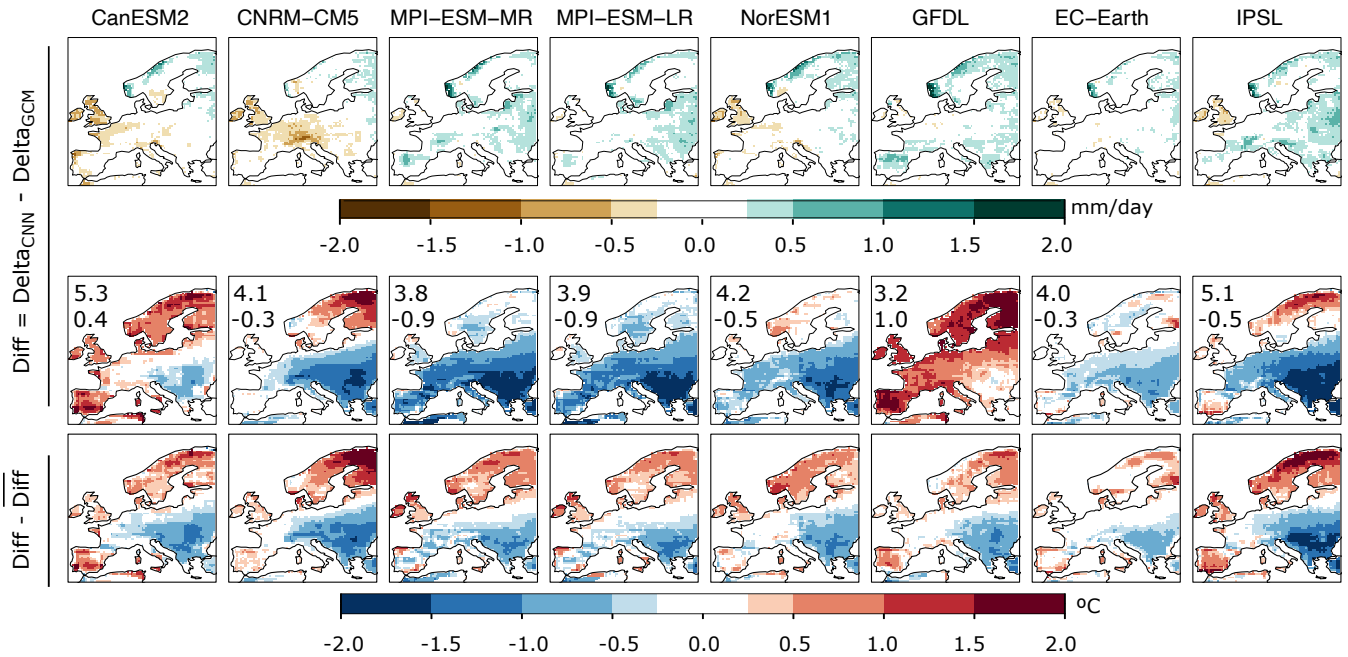 CanESM2 CNRM−CM5 MPI−ESM−MR MPI−ESM−LR NorESM1 GFDL EC−Earth IPSL
Diff = DeltaCNN - DeltaGCM
mm/day
-2.0 -1.5 -1.0 -0.5 0.0 0.5 1.0 1.5 2.0
5.3 4.1 3.8 3.9 4.2 3.2 4.0 5.1
0.4 -0.3 -0.9 -0.9 -0.5 1.0 -0.3 -0.5
Diff - Diff
ºC
-2.0 -1.5 -1.0 -0.5 0.0 0.5 1.0 1.5 2.0